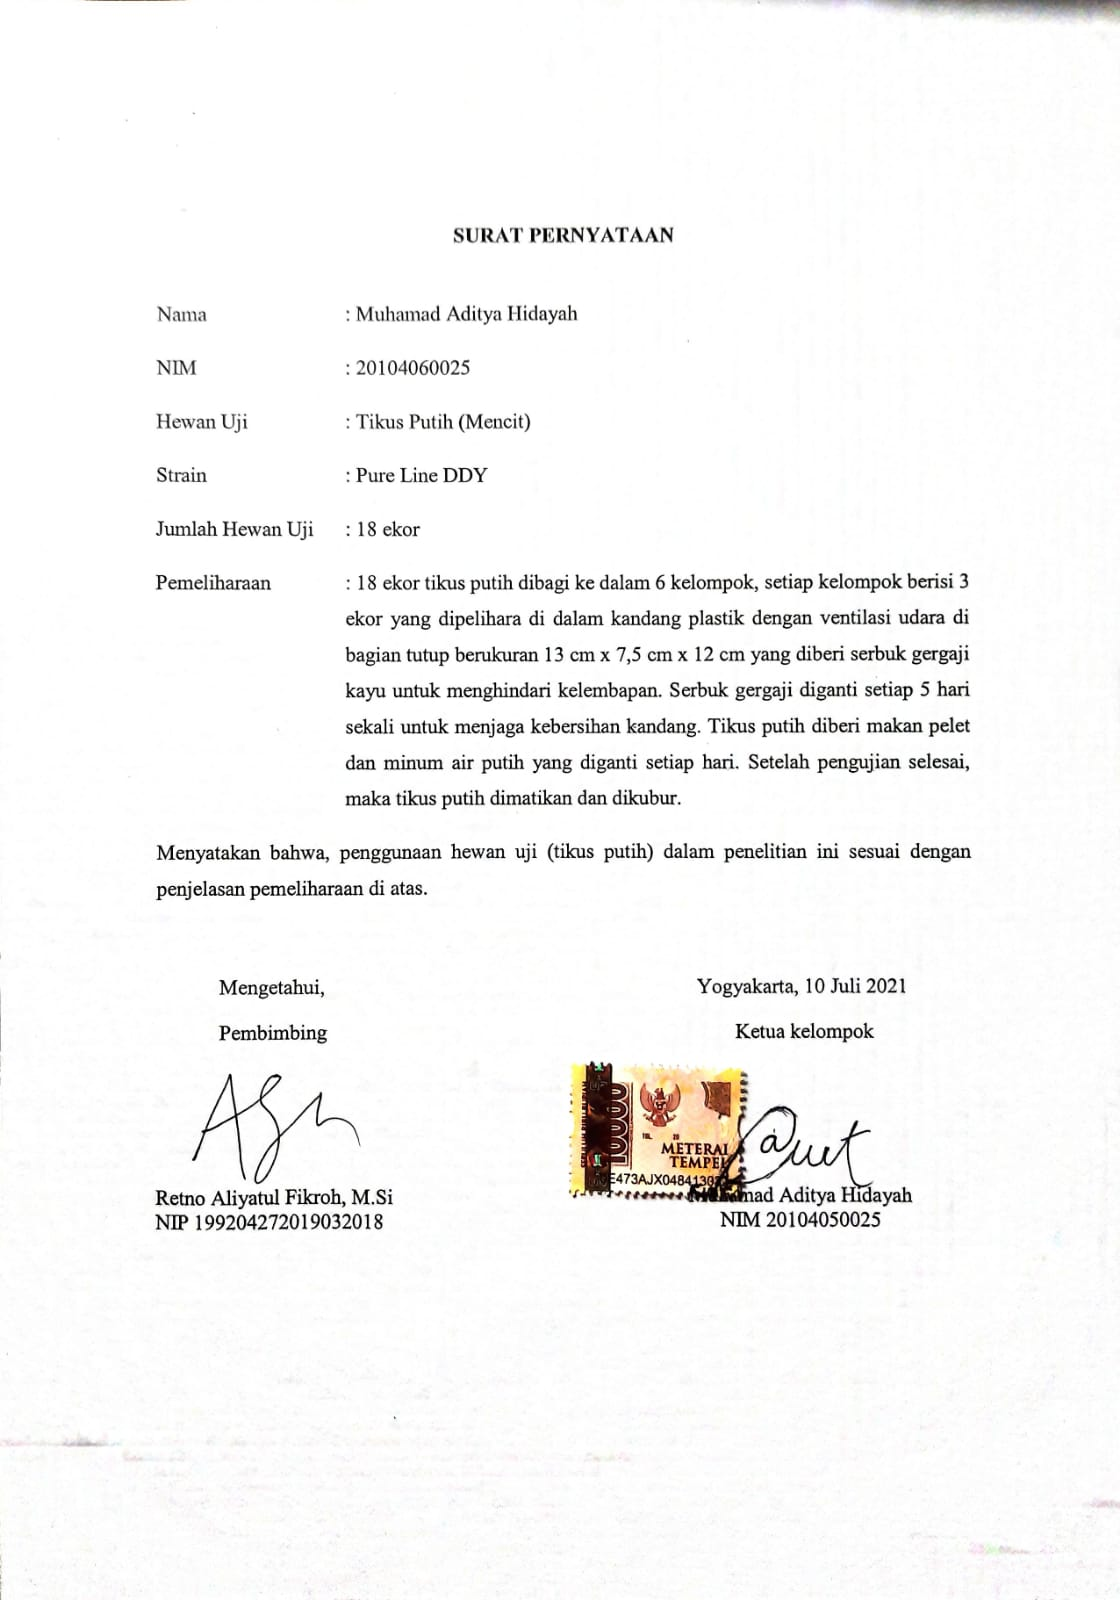 SURAT PERNYATAAN
Nama : Muhamad Aditya Hidayah
NIM : 20104060025
Hewan Uji : Tikus Putih (Mencit)
Strain : Pure Line DDY
Jumlah Hewan Uji : 18 ekor
Pemeliharaan : 18 ekor tikus putih dibagi ke dalam 6 kelompok, setiap kelompok berisi 3
ekor yang dipelihara di dalam kandang plastik dengan ventilasi udara di
bagian tutup berukuran 13 cm x 7,5 cm x 12 cm yang diberi serbuk gergaji
kayu untuk menghindari kelembapan. Serbuk gergaji diganti setiap 5 hari
sekali untuk menjaga kebersihan kandang. Tikus putih diberi makan pelet
dan minum air putih yang diganti setiap hari. Setelah pengujian selesai,
maka tikus putih dimatikan dan dikubur.
Menyatakan bahwa, penggunaan hewan uji (tikus putih) dalam penelitian ini sesuai dengan
penjelasan pemeliharaan di atas.
Mengetahui,
Pembimbing
Retno Aliyatul Fikroh, M.Si
NIP 199204272019032018
Yogyakarta, 10 Juli 2021
Ketua kelompok
10000
METERAI
TEMPEL
Aditya Hidayah
NIM 20104050025